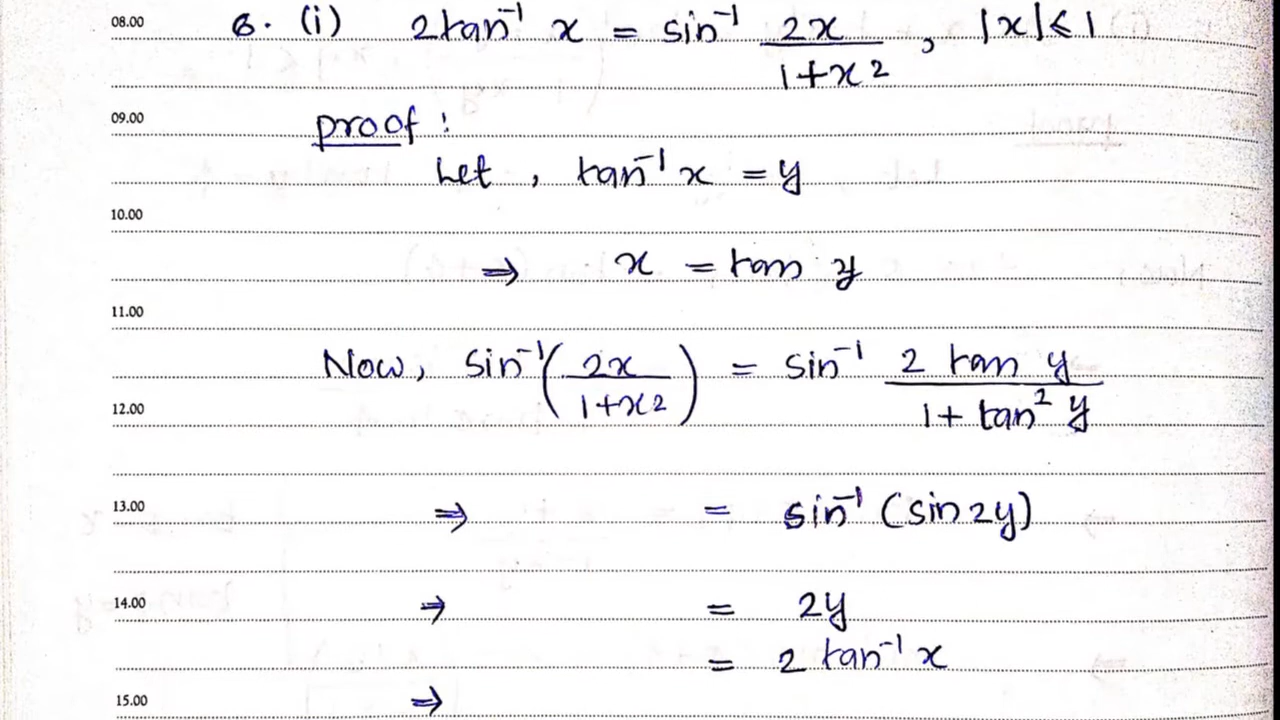 08.00 6. (i) 2tan⁻¹ x = sin⁻¹ 2x/(1+x²), |x|≤1
09.00 proof :
Let, tan⁻¹ x = y
10.00
⇒ x = tan y
11.00
Now, sin⁻¹(2x/(1+x²)) = sin⁻¹ (2 tan y)/(1+ tan² y)
12.00
13.00 ⇒ = sin⁻¹ (sin 2y)
14.00 ⇒ = 2y
= 2 tan⁻¹ x
15.00 ⇒